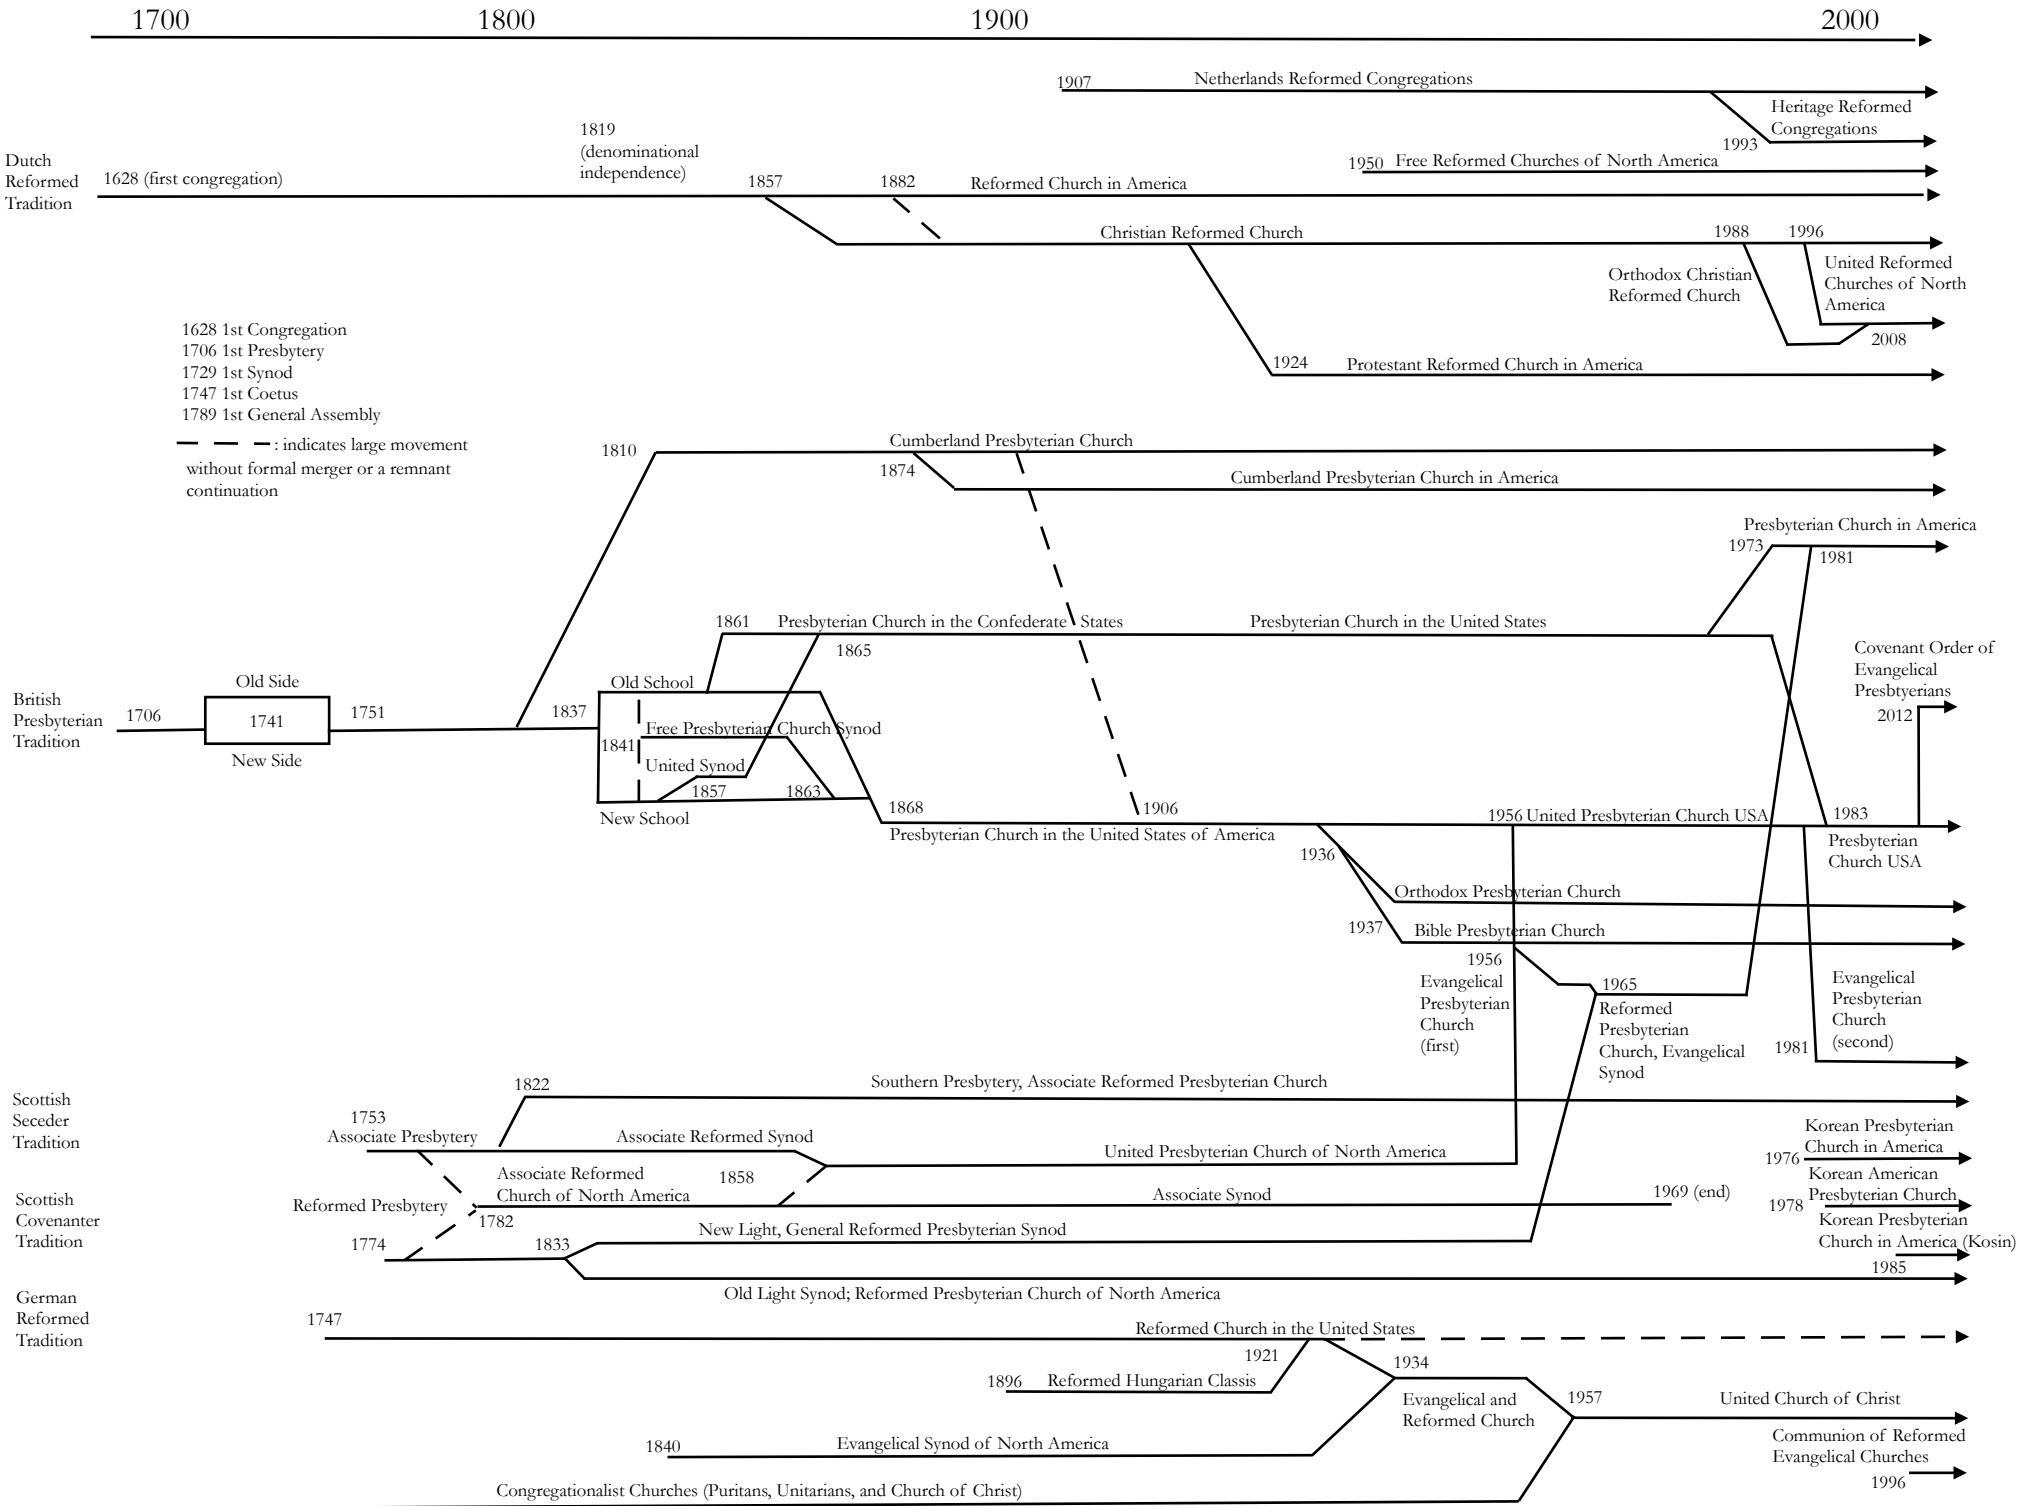 1700
1800
1900
2000
1907
Netherlands Reformed Congregations
Heritage Reformed
Congregations
1993
1819
(denominational
independence)
Dutch
Reformed
Tradition
1628 (first congregation)
1857
1882
Reformed Church in America
1950
Free Reformed Churches of North America
Christian Reformed Church
1988
1996
Orthodox Christian
Reformed Church
United Reformed
Churches of North
America
2008
1924
Protestant Reformed Church in America
1628 1st Congregation
1706 1st Presbytery
1729 1st Synod
1747 1st Coetus
1789 1st General Assembly
: indicates large movement
without formal merger or a remnant
continuation
1810
Cumberland Presbyterian Church
1874
Cumberland Presbyterian Church in America
Presbyterian Church in America
1973
1981
1861
Presbyterian Church in the Confederate States
Presbyterian Church in the United States
1865
Covenant Order of
Evangelical
Presbtyerians
2012
British
Presbyterian
Tradition
1706
Old Side
1741
New Side
1751
1837
Old School
Free Presbyterian Church Synod
1841
United Synod
1857
1863
New School
1868
Presbyterian Church in the United States of America
1906
1956 United Presbyterian Church USA
1983
Presbyterian
Church USA
1936
Orthodox Presbyterian Church
1937
Bible Presbyterian Church
1956
Evangelical
Presbyterian
Church
(first)
1965
Reformed
Presbyterian
Church, Evangelical
Synod
Evangelical
Presbyterian
Church
(second)
1981
Scottish
Seceder
Tradition
1822
Southern Presbytery, Associate Reformed Presbyterian Church
1753
Associate Presbytery
Associate Reformed Synod
United Presbyterian Church of North America
Korean Presbyterian
Church in America
1976
Scottish
Covenanter
Tradition
Associate Reformed
Church of North America
1858
Reformed Presbytery
1782
Associate Synod
1969 (end)
Korean American
Presbyterian Church
1978
1774
1833
New Light, General Reformed Presbyterian Synod
Korean Presbyterian
Church in America (Kosin)
1985
Old Light Synod; Reformed Presbyterian Church of North America
German
Reformed
Tradition
1747
Reformed Church in the United States
1921
1896
Reformed Hungarian Classis
1934
Evangelical and
Reformed Church
1957
United Church of Christ
1840
Evangelical Synod of North America
Communion of Reformed
Evangelical Churches
1996
Congregationalist Churches (Puritans, Unitarians, and Church of Christ)